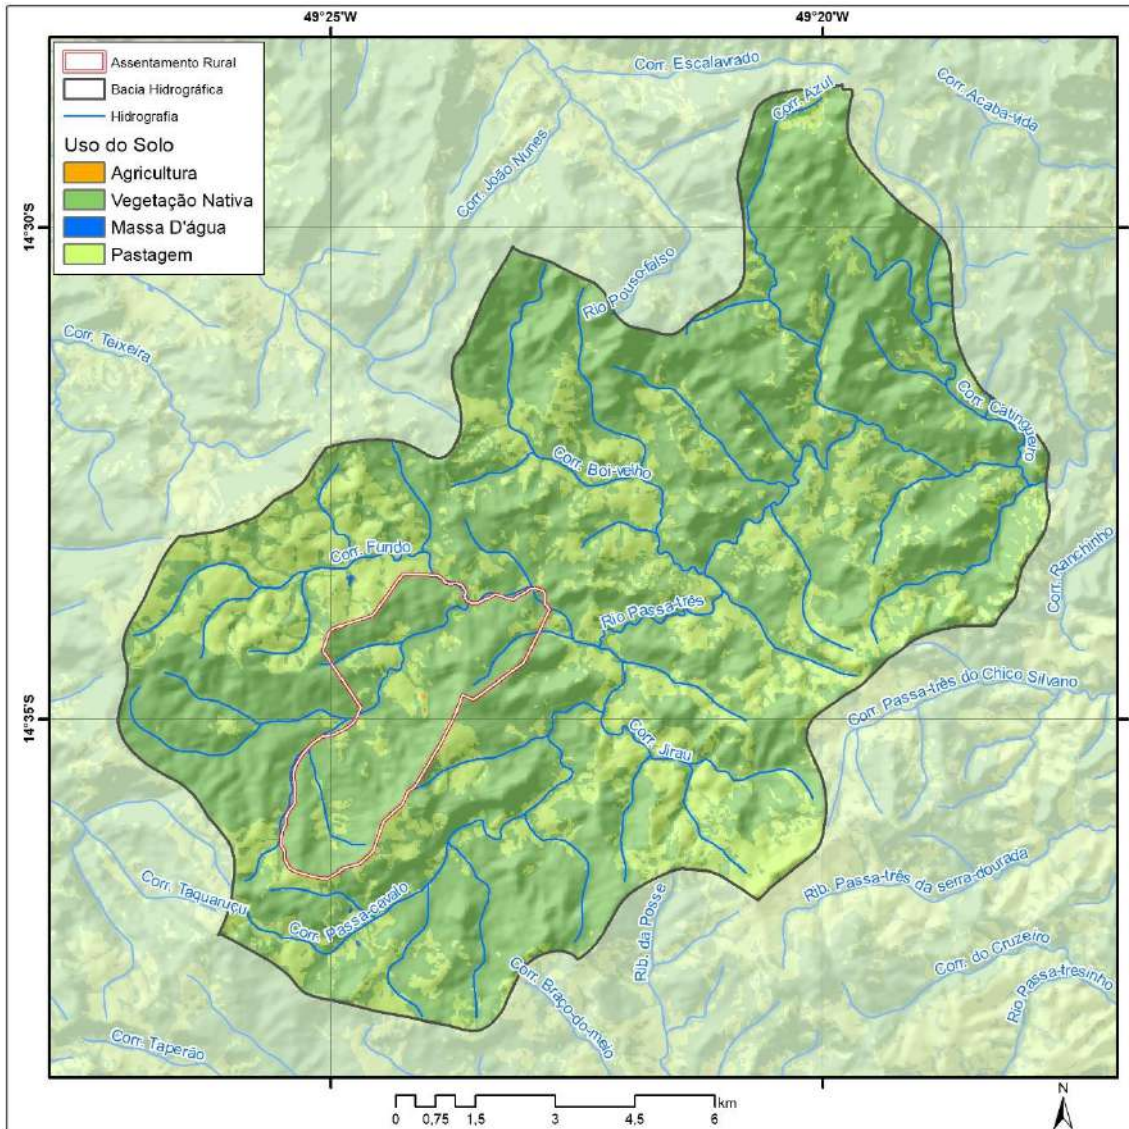 49°25'W
49°20'W
Assentamento Rural
Bacia Hidrográfica
Hidrografia
Uso do Solo
Agricultura
Vegetação Nativa
Massa D'água
Pastagem
Corr. Escalavrado
Corr. Azul
Corr. Acaba-vida
Corr. João Nunes
14°30'S
Rio Pouso-falso
Corr. Teixeira
Corr. Catingueiro
Corr. Boi-velho
Corr. Fundo
Corr. Ranchinho
Rio Passa-três
Corr. Passa-três do Chico Silvano
14°35'S
Corr. Jirau
Corr. Taquaruçu
Corr. Passa-cavalo
Rib. da Posse
Rib. Passa-três da serra-dourada
Corr. do Cruzeiro
Rio Passa-tresinho
Corr. Braço-do-meio
Corr. Taperão
km
0 0,75 1,5 3 4,5 6
N